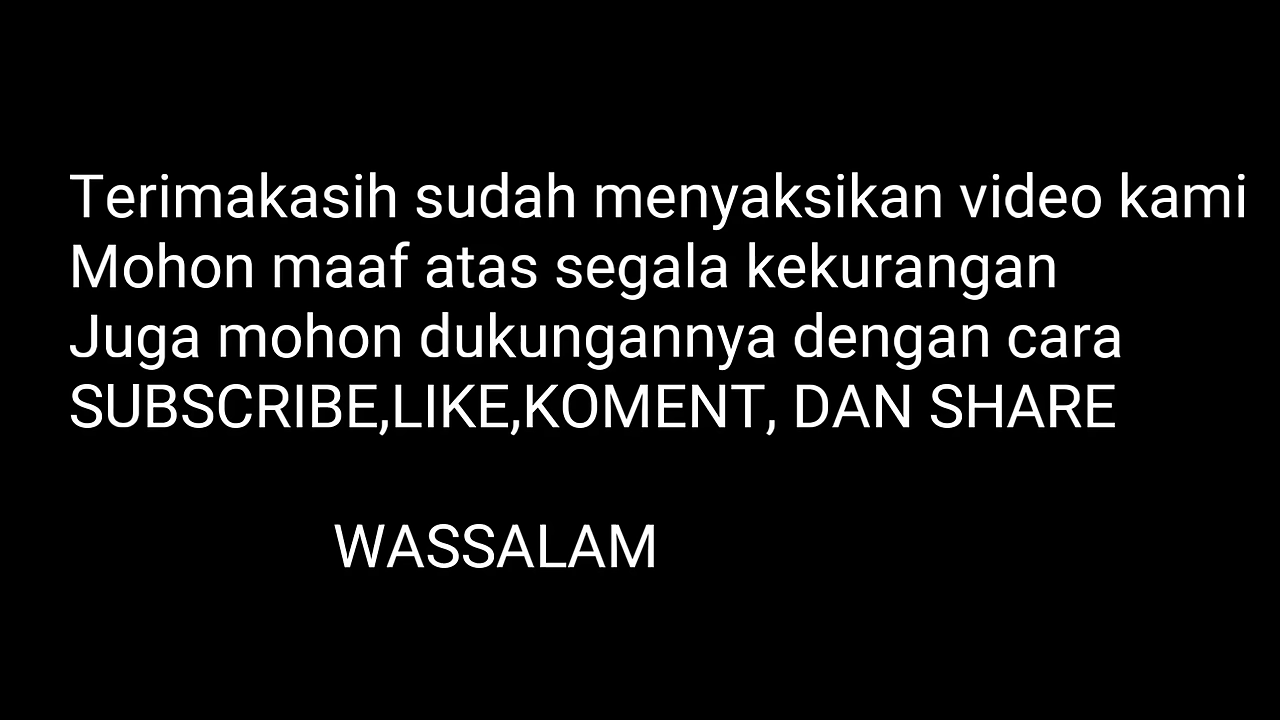 Terimakasih sudah menyaksikan video kami
Mohon maaf atas segala kekurangan
Juga mohon dukungannya dengan cara
SUBSCRIBE,LIKE,KOMENT, DAN SHARE
WASSALAM